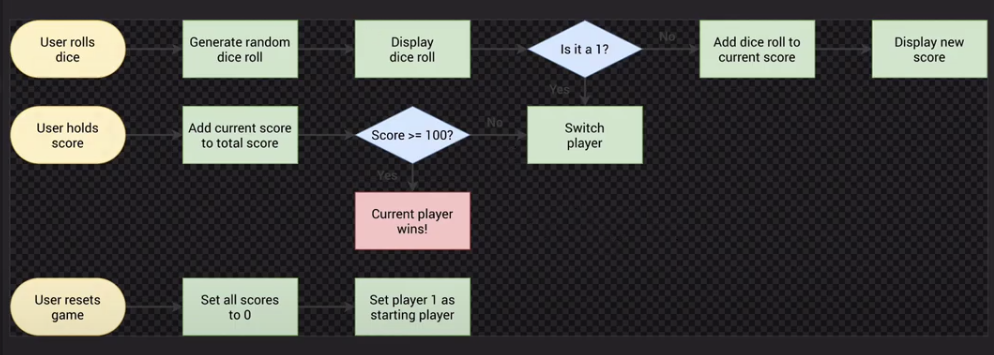 User rolls
dice
Generate random
dice roll
Display
dice roll
Is it a 1?
No
Add dice roll to
current score
Display new
score
Yes
User holds
score
Add current score
to total score
Score >= 100?
No
Switch
player
Yes
Current player
wins!
User resets
game
Set all scores
to 0
Set player 1 as
starting player